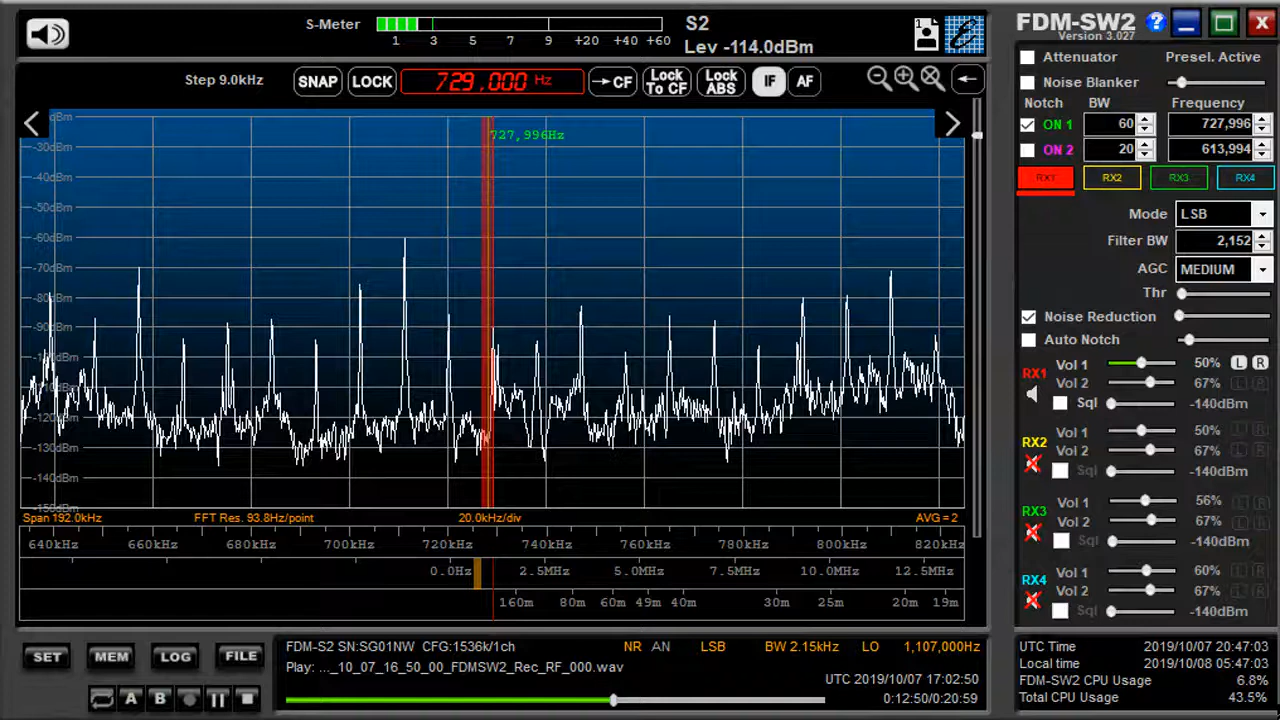 S-Meter
1 3 5 7 9 +20 +40 +60
S2
Lev -114.0dBm
1
FDM-SW2
Version 3.027
?
X
Step 9.0kHz
SNAP
LOCK
729.000 Hz
→CF
Lock To CF
Lock ABS
IF
AF
727,996Hz
-30dBm
-40dBm
-50dBm
-60dBm
-70dBm
-80dBm
-90dBm
-120dBm
-130dBm
-140dBm
Span 192.0kHz
FFT Res. 93.8Hz/point
20.0kHz/div
AVG = 2
640kHz 660kHz 680kHz 700kHz 720kHz 740kHz 760kHz 780kHz 800kHz 820kHz
0.0Hz 2.5MHz 5.0MHz 7.5MHz 10.0MHz 12.5MHz
160m 80m 60m 49m 40m 30m 25m 20m 19m
Attenuator
Presel. Active
Noise Blanker
Notch BW Frequency
ON 1 60 727,996
ON 2 20 613,994
RX1 RX2 RX3 RX4
Mode LSB
Filter BW 2,152
AGC MEDIUM
Thr
Noise Reduction
Auto Notch
RX1
Vol 1 50% L R
Vol 2 67% L R
Sql -140dBm
RX2
Vol 1 50% L R
Vol 2 67% L R
Sql -140dBm
RX3
Vol 1 56% L R
Vol 2 67% L R
Sql -140dBm
RX4
Vol 1 60% L R
Vol 2 67% L R
Sql -140dBm
SET
MEM
LOG
FILE
A
B
FDM-S2 SN:SG01NW CFG:1536k/1ch
NR AN LSB BW 2.15kHz LO 1,107,000Hz
Play: ..._10_07_16_50_00_FDMSW2_Rec_RF_000.wav
UTC 2019/10/07 17:02:50
0:12:50/0:20:59
UTC Time 2019/10/07 20:47:03
Local time 2019/10/08 05:47:03
FDM-SW2 CPU Usage 6.8%
Total CPU Usage 43.5%